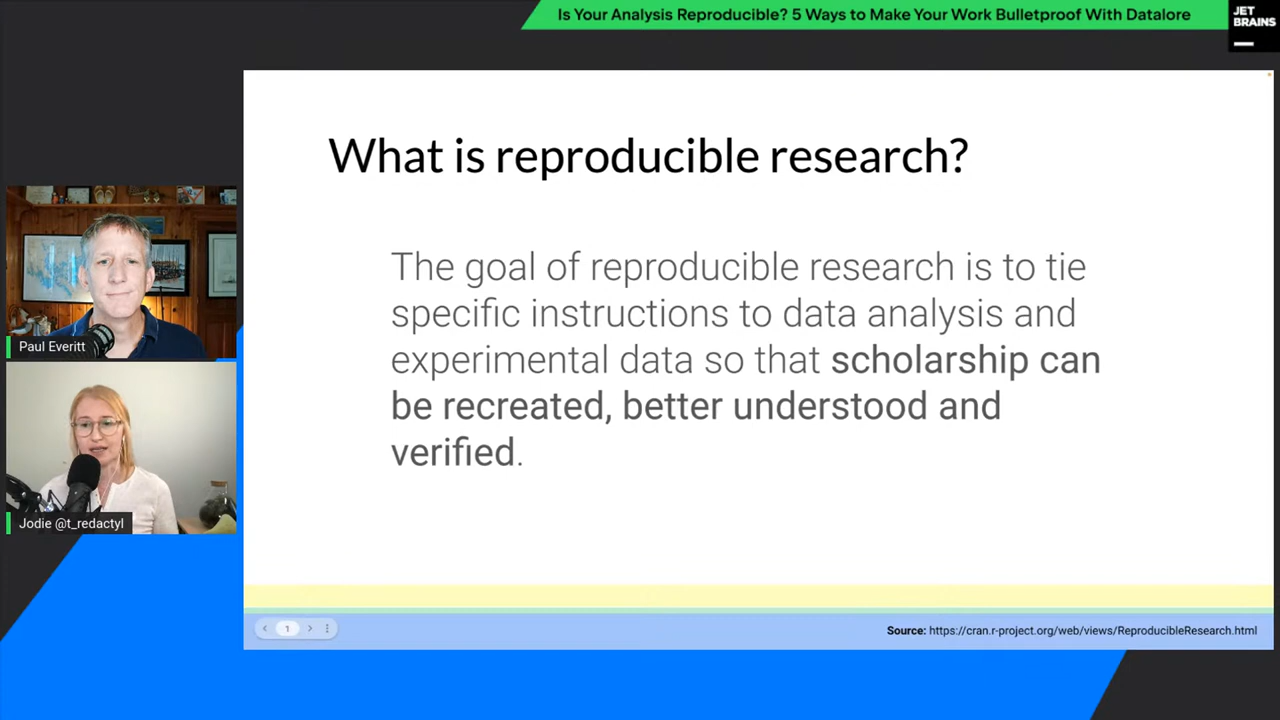 Is Your Analysis Reproducible? 5 Ways to Make Your Work Bulletproof With Datalore
JET
BRAINS
What is reproducible research?
The goal of reproducible research is to tie
specific instructions to data analysis and
experimental data so that scholarship can
be recreated, better understood and
verified.
Paul Everitt
Jodie @t_redactyl
1
Source: https://cran.r-project.org/web/views/ReproducibleResearch.html